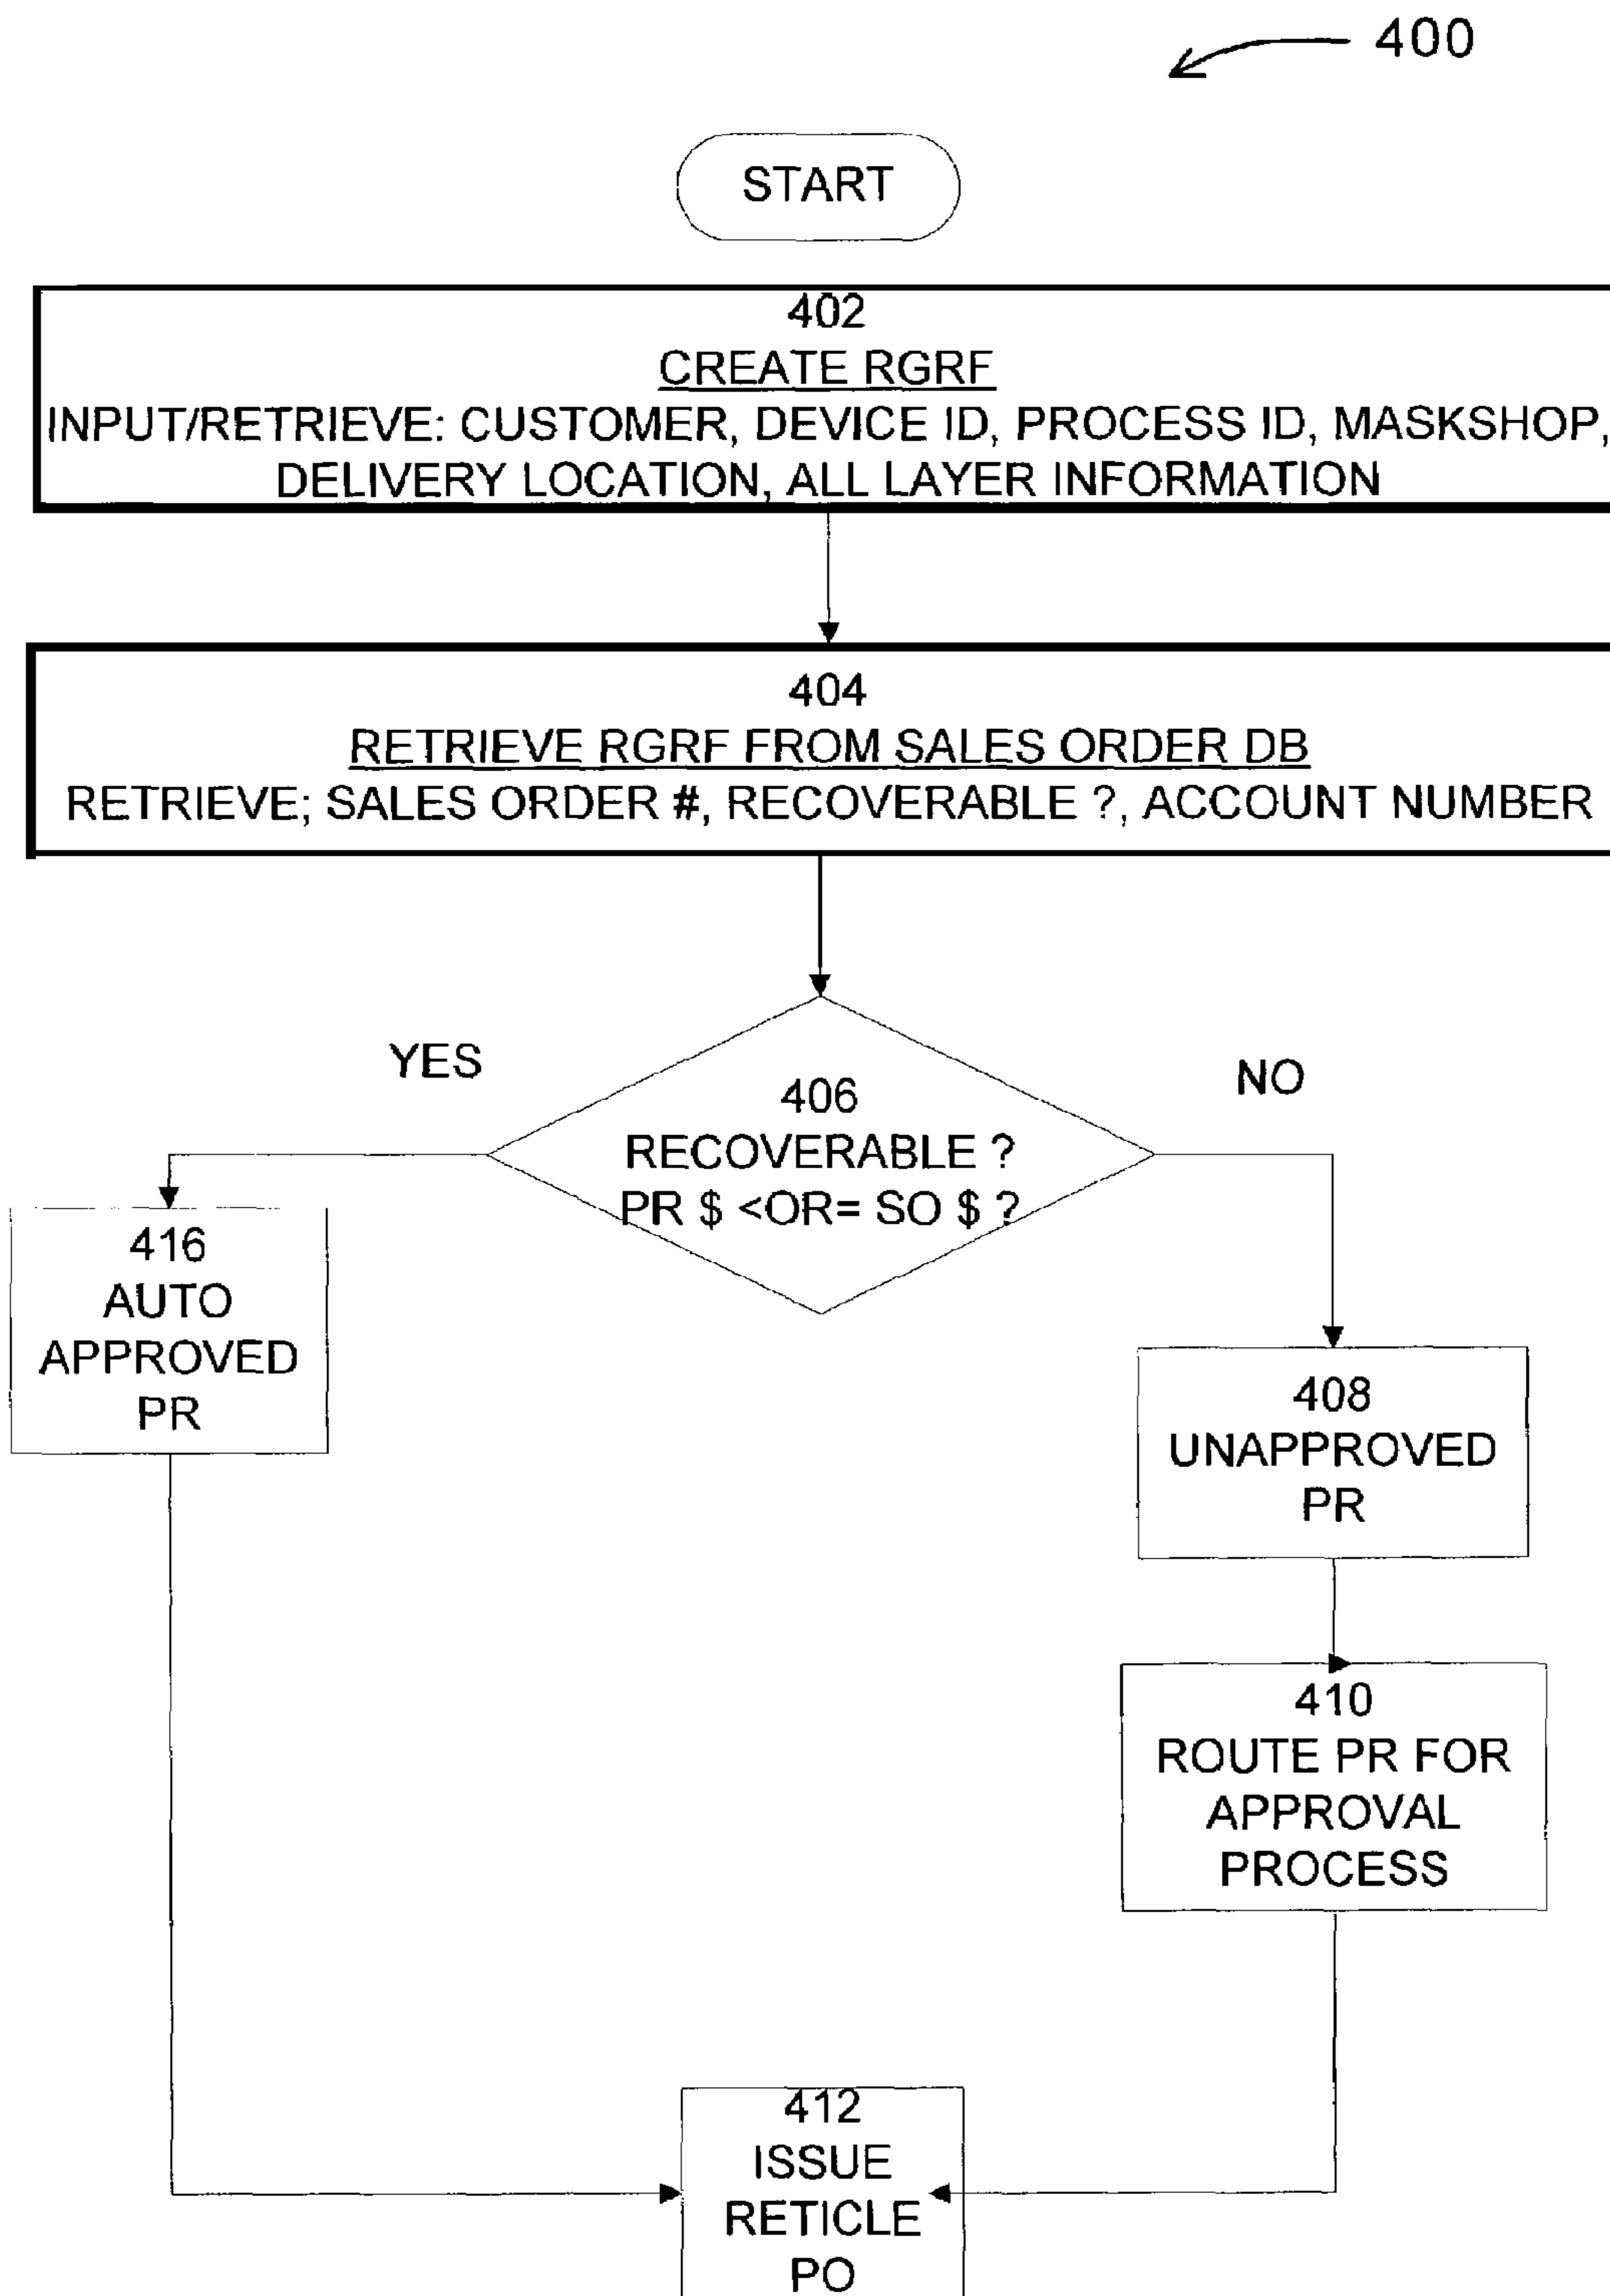 400
START
402
CREATE RGRF
INPUT/RETRIEVE: CUSTOMER, DEVICE ID, PROCESS ID, MASKSHOP,
DELIVERY LOCATION, ALL LAYER INFORMATION
404
RETRIEVE RGRF FROM SALES ORDER DB
RETRIEVE; SALES ORDER #, RECOVERABLE ?, ACCOUNT NUMBER
YES
NO
406
RECOVERABLE ?
PR $ <OR= SO $ ?
416
AUTO
APPROVED
PR
408
UNAPPROVED
PR
410
ROUTE PR FOR
APPROVAL
PROCESS
412
ISSUE
RETICLE
PO